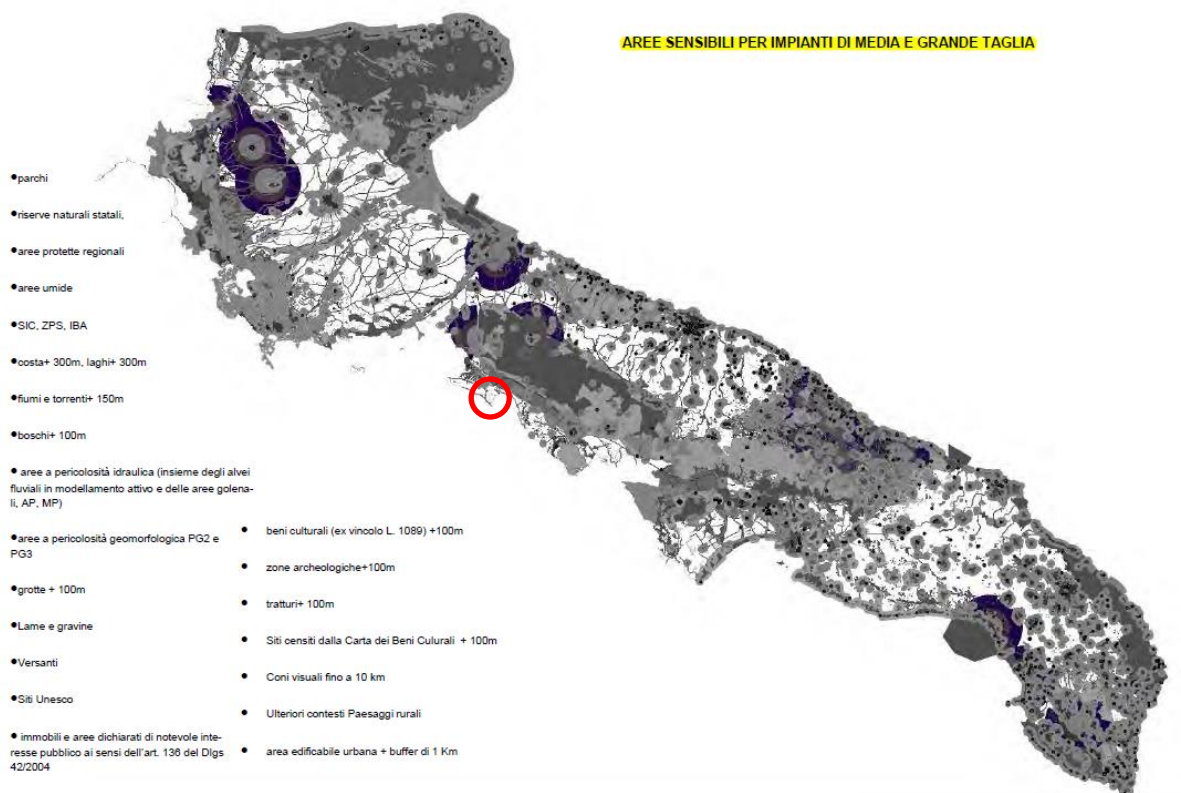 AREE SENSIBILI PER IMPIANTI DI MEDIA E GRANDE TAGLIA
•parchi
•riserve naturali statali,
•aree protette regionali
•aree umide
•SIC, ZPS, IBA
•costa+ 300m, laghi+ 300m
•fiumi e torrenti+ 150m
•boschi+ 100m
• aree a pericolosità idraulica (insieme degli alvei
fluviali in modellamento attivo e delle aree golena-
li, AP, MP)
•aree a pericolosità geomorfologica PG2 e
PG3
•grotte + 100m
•Lame e gravine
•Versanti
•Siti Unesco
• immobili e aree dichiarati di notevole inte-
resse pubblico ai sensi dell'art. 136 del Dlgs
42/2004
• beni culturali (ex vincolo L. 1089) +100m
• zone archeologiche+100m
• tratturi+ 100m
• Siti censiti dalla Carta dei Beni Culurali + 100m
• Coni visuali fino a 10 km
• Ulteriori contesti Paesaggi rurali
• area edificabile urbana + buffer di 1 Km